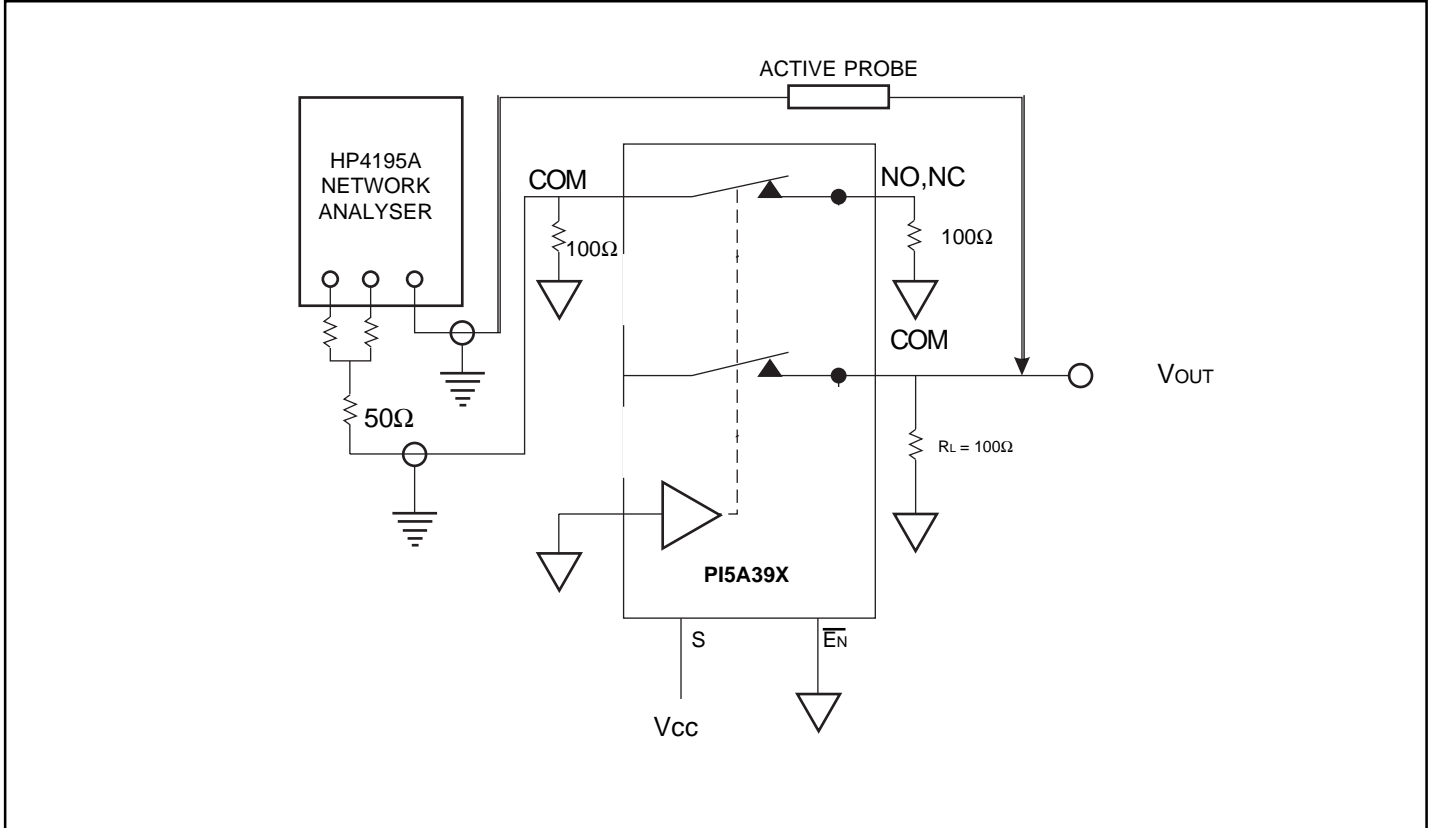 ACTIVE PROBE
HP4195A
NETWORK
ANALYSER
COM
NO,NC
100Ω
100Ω
COM
VOUT
50Ω
RL = 100Ω
PI5A39X
S
EN
Vcc